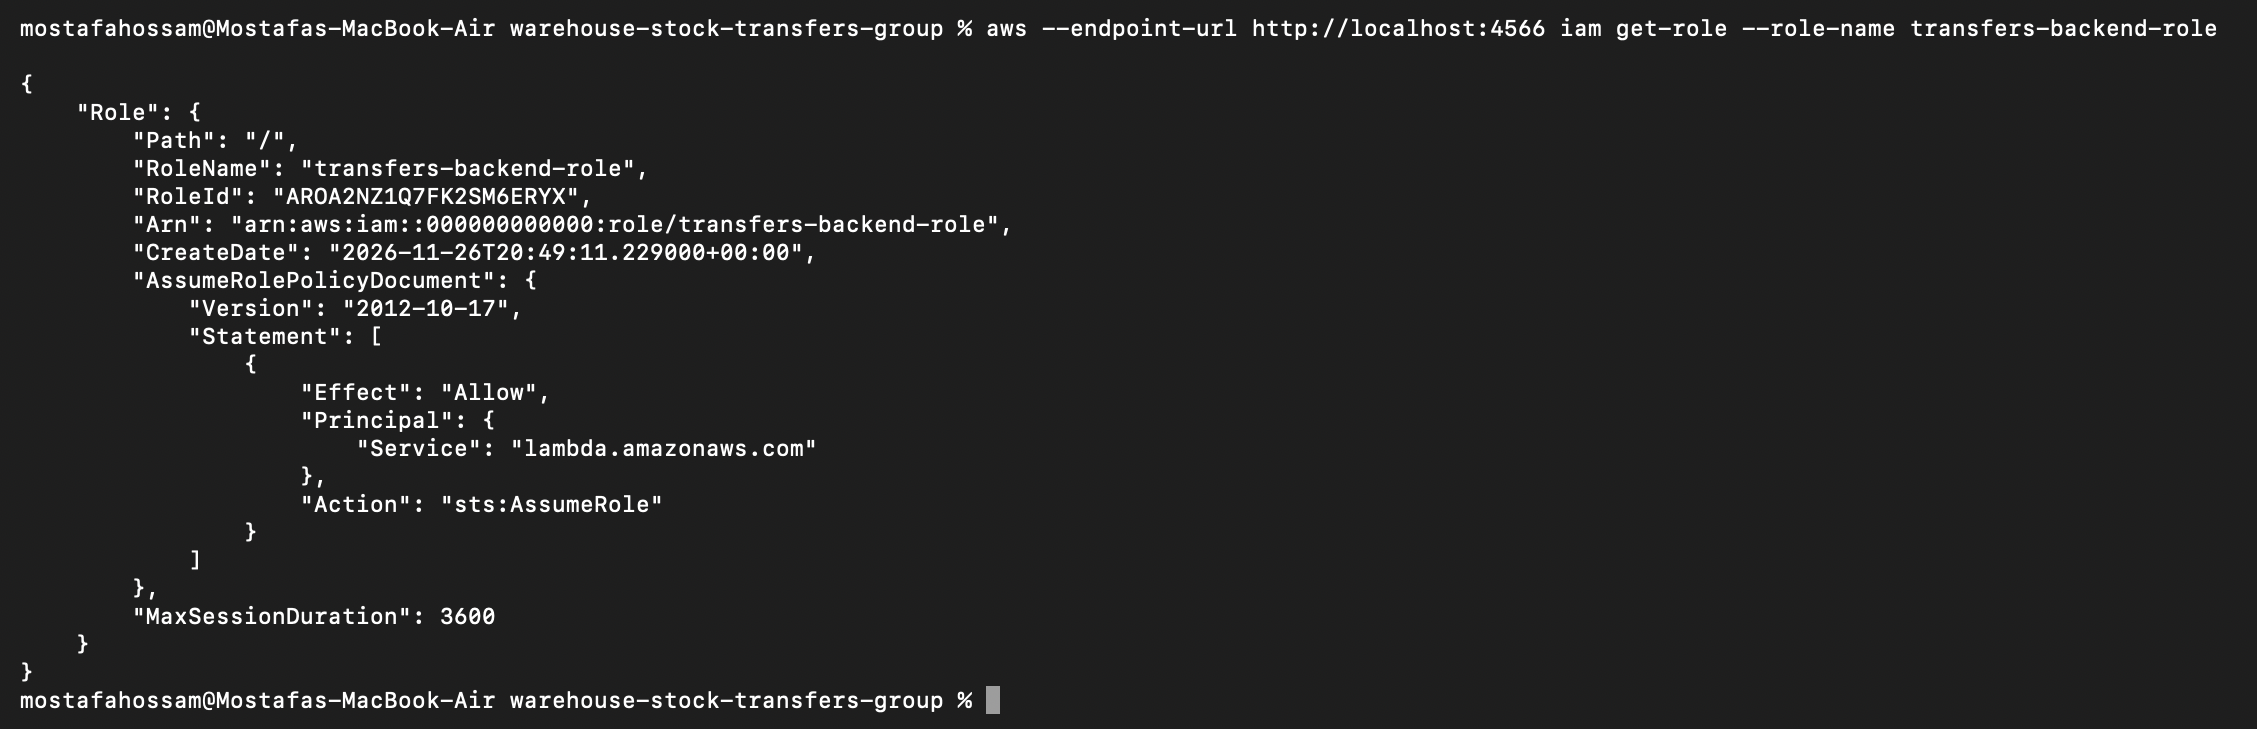 mostafahossam@Mostafas-MacBook-Air warehouse-stock-transfers-group % aws --endpoint-url http://localhost:4566 iam get-role --role-name transfers-backend-role
{
    "Role": {
        "Path": "/",
        "RoleName": "transfers-backend-role",
        "RoleId": "AROA2NZ1Q7FK2SM6ERYX",
        "Arn": "arn:aws:iam::000000000000:role/transfers-backend-role",
        "CreateDate": "2026-11-26T20:49:11.229000+00:00",
        "AssumeRolePolicyDocument": {
            "Version": "2012-10-17",
            "Statement": [
                {
                    "Effect": "Allow",
                    "Principal": {
                        "Service": "lambda.amazonaws.com"
                    },
                    "Action": "sts:AssumeRole"
                }
            ]
        },
        "MaxSessionDuration": 3600
    }
}
mostafahossam@Mostafas-MacBook-Air warehouse-stock-transfers-group %